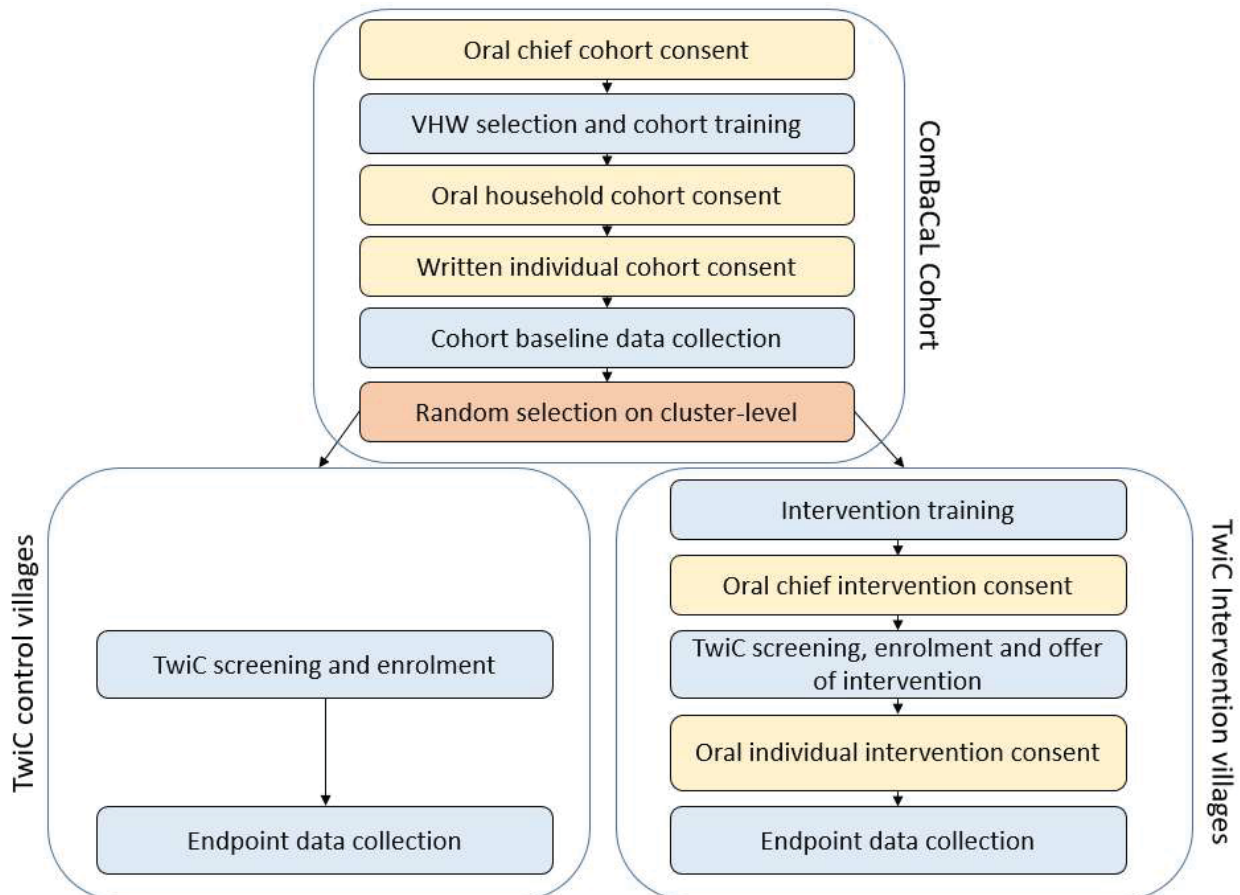 Oral chief cohort consent
VHW selection and cohort training
Oral household cohort consent
Written individual cohort consent
Cohort baseline data collection
Random selection on cluster-level
ComBaCaL Cohort
TwiC control villages
TwiC screening and enrolment
Endpoint data collection
Intervention training
Oral chief intervention consent
TwiC screening, enrolment and offer
of intervention
Oral individual intervention consent
Endpoint data collection
TwiC Intervention villages